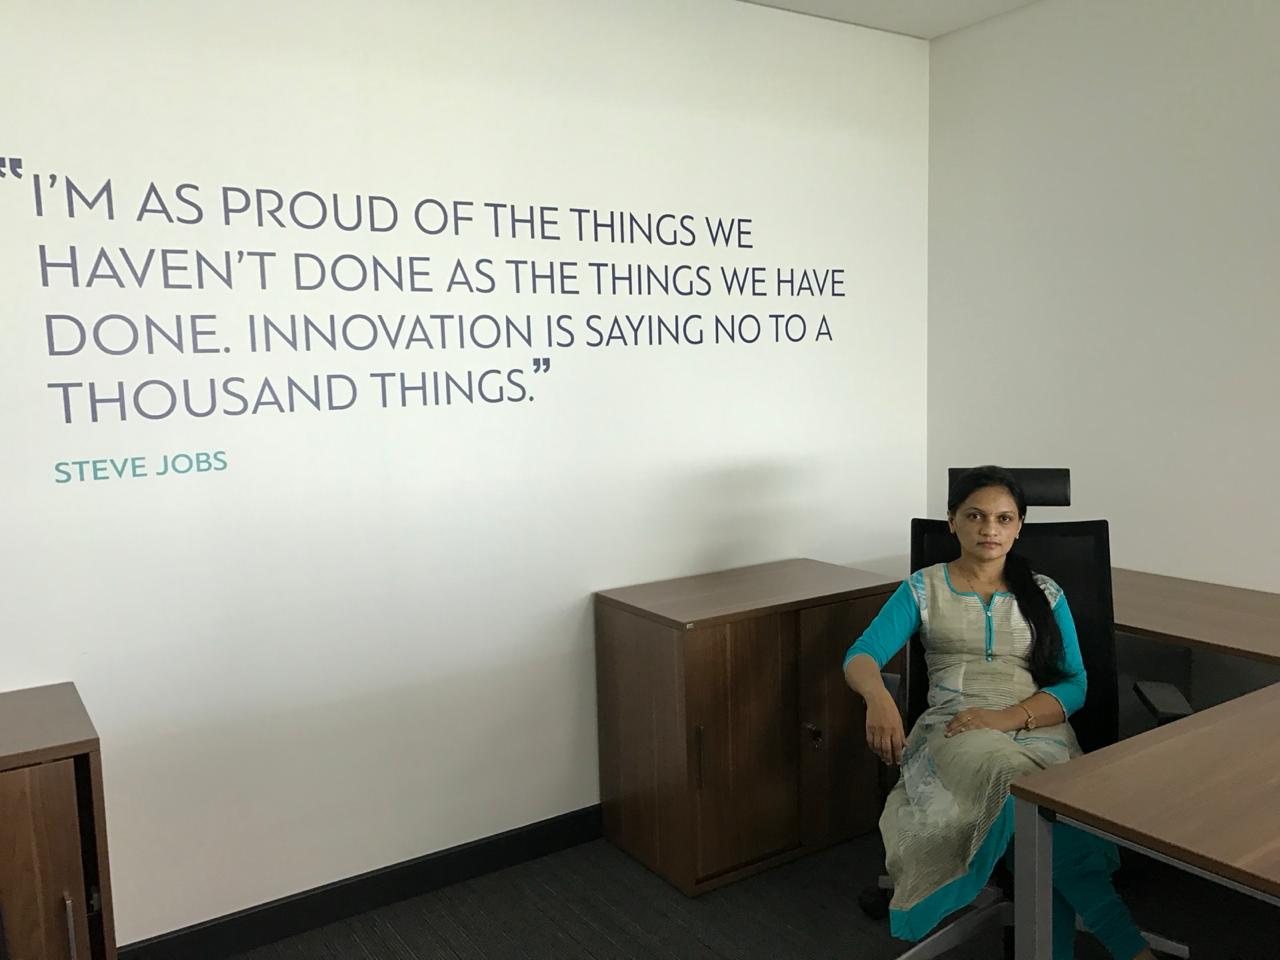 “I’M AS PROUD OF THE THINGS WE
HAVEN’T DONE AS THE THINGS WE HAVE
DONE. INNOVATION IS SAYING NO TO A
THOUSAND THINGS.”
STEVE JOBS